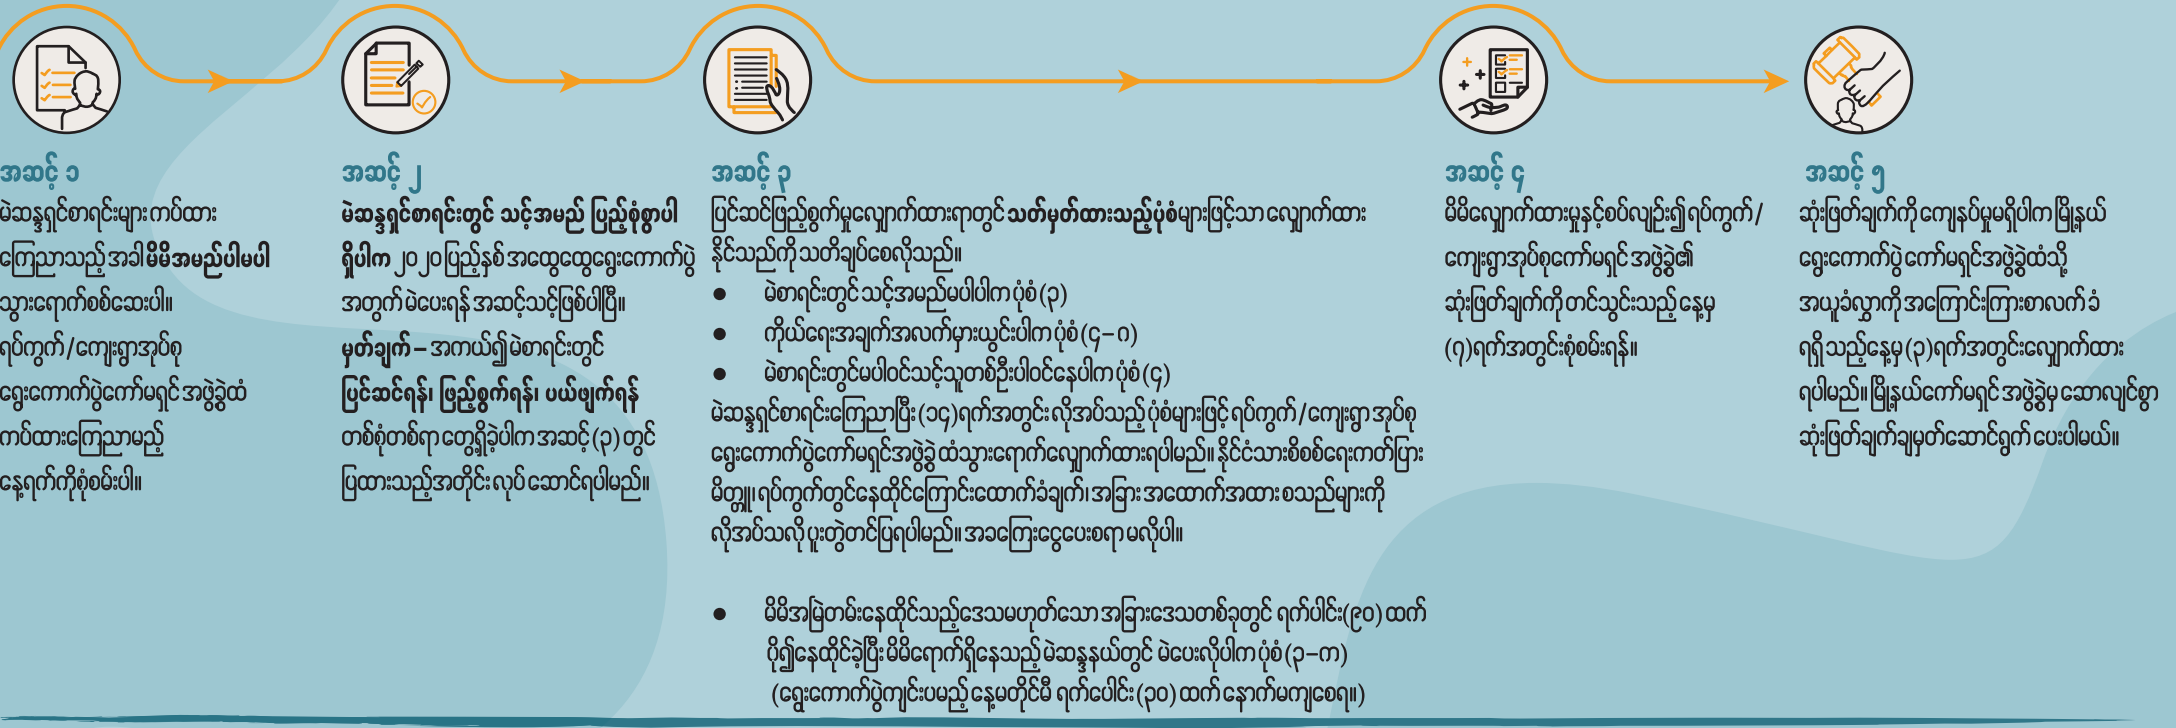 အဆင့် ၁
မဲဆန္ဒရှင်စာရင်းများ ကပ်ထား
ကြေညာသည့် အခါ မိမိအမည်ပါမပါ
သွားရောက်စစ်ဆေးပါ။
ရပ်ကွက်/ကျေးရွာအုပ်စု
ရွေးကောက်ပွဲကော်မရှင် အဖွဲ့ခွဲထံ
ကပ်ထားကြေညာမည့်
နေ့ရက်ကိုစုံစမ်းပါ။
အဆင့် ၂
မဲဆန္ဒရှင်စာရင်းတွင် သင့်အမည် ပြည့်စုံစွာပါ
ရှိပါက ၂၀၂၀ ပြည့်နှစ် အထွေထွေရွေးကောက်ပွဲ
အတွက် မဲပေးရန် အဆင့်သင့်ဖြစ်ပါပြီ။
မှတ်ချက် – အကယ်၍ မဲစာရင်းတွင်
ပြင်ဆင်ရန်၊ ဖြည့်စွက်ရန်၊ ပယ်ဖျက်ရန်
တစ်စုံတစ်ရာ တွေ့ရှိခဲ့ပါက အဆင့် (၃) တွင်
ပြထားသည့်အတိုင်း လုပ်ဆောင်ရပါမည်။
အဆင့် ၃
ပြင်ဆင်ဖြည့်စွက်မှုလျှောက်ထားရာတွင် သတ်မှတ်ထားသည့်ပုံစံများဖြင့်သာ လျှောက်ထား
နိုင်သည်ကို သတိချပ်စေလိုသည်။
● မဲစာရင်းတွင် သင့်အမည်မပါပါက ပုံစံ (၃)
● ကိုယ်ရေးအချက်အလက်မှားယွင်းပါက ပုံစံ (၄–ဂ)
● မဲစာရင်းတွင်မပါဝင်သင့်သူတစ်ဦးပါဝင်နေပါက ပုံစံ (၄)
မဲဆန္ဒရှင်စာရင်းကြေညာပြီး (၁၄)ရက်အတွင်း လိုအပ်သည့် ပုံစံများဖြင့် ရပ်ကွက်/ကျေးရွာ အုပ်စု
ရွေးကောက်ပွဲကော်မရှင်အဖွဲ့ခွဲ ထံသွားရောက်လျှောက်ထားရပါမည်။ နိုင်ငံသားစိစစ်ရေးကတ်ပြား
မိတ္တူ၊ ရပ်ကွက်တွင်နေထိုင်ကြောင်းထောက်ခံချက်၊ အခြား အထောက်အထား စသည်များကို
လိုအပ်သလို ပူးတွဲတင်ပြရပါမည်။ အခကြေးငွေပေးစရာ မလိုပါ။
● မိမိအမြဲတမ်းနေထိုင်သည့်ဒေသမဟုတ်သော အခြားဒေသတစ်ခုတွင် ရက်ပါင်း(၉၀) ထက်
ပို၍နေထိုင်ခဲ့ပြီး မိမိရောက်ရှိနေသည့် မဲဆန္ဒနယ်တွင် မဲပေးလိုပါက ပုံစံ (၃–က)
(ရွေးကောက်ပွဲကျင်းပမည့် နေ့မတိုင်မီ ရက်ပေါင်း (၃၀) ထက် နောက်မကျစေရ။)
အဆင့် ၄
မိမိလျှောက်ထားမှုနှင့်စပ်လျဉ်း၍ ရပ်ကွက်/
ကျေးရွာအုပ်စုကော်မရှင် အဖွဲ့ခွဲ၏
ဆုံးဖြတ်ချက်ကို တင်သွင်းသည့် နေ့မှ
(၇)ရက်အတွင်းစုံစမ်းရန်။
အဆင့် ၅
ဆုံးဖြတ်ချက်ကို ကျေနပ်မှုမရှိပါက မြို့နယ်
ရွေးကောက်ပွဲ ကော်မရှင်အဖွဲ့ခွဲထံသို့
အယူခံလွှာကို အကြောင်းကြားစာလက် ခံ
ရရှိသည့်နေ့မှ (၃)ရက်အတွင်းလျှောက်ထား
ရပါမည်။ မြို့နယ်ကော်မရှင် အဖွဲ့ခွဲမှ ဆောလျင်စွာ
ဆုံးဖြတ်ချက်ချမှတ်ဆောင်ရွက် ပေးပါမယ်။